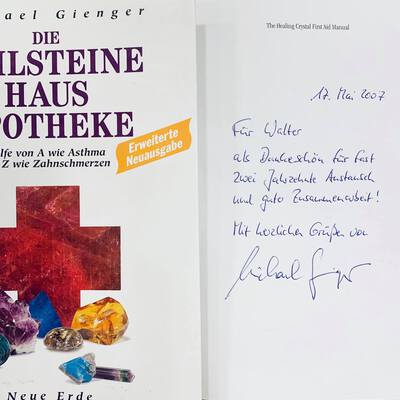 ael Gienger
DIE
ILSTEINE
HAUS
POTHEKE
lfe von A wie Asthma
Z wie Zahnschmerzen
Erweiterte
Neuausgabe
Neue Erde
The Healing Crystal First Aid Manual
17. Mai 2007
Für Walter
als Dankeschön für fast
zwei Jahrzehnte Austausch
und gute Zusammenarbeit!
Mit herzlichen Grüßen von
Michael Gienger